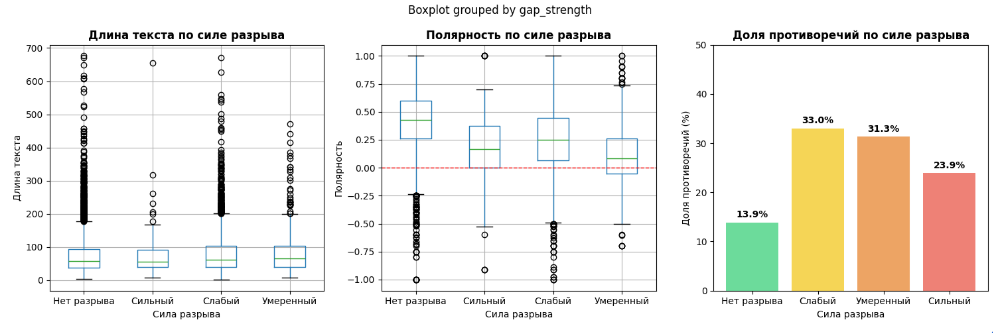 Boxplot grouped by gap_strength
Длина текста по силе разрыва
Длина текста
700
600
500
400
300
200
100
0
Нет разрыва
Сильный
Слабый
Умеренный
Сила разрыва
Полярность по силе разрыва
Полярность
1.00
0.75
0.50
0.25
0.00
−0.25
−0.50
−0.75
−1.00
Нет разрыва
Сильный
Слабый
Умеренный
Сила разрыва
Доля противоречий по силе разрыва
Доля противоречий (%)
50
40
30
20
10
0
13.9%
33.0%
31.3%
23.9%
Нет разрыва
Слабый
Умеренный
Сильный
Сила разрыва